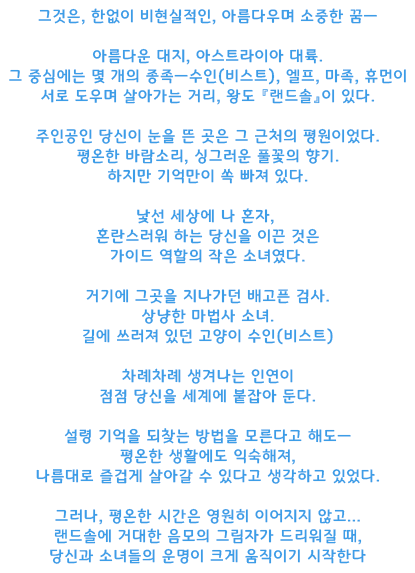 그것은, 한없이 비현실적인, 아름다우며 소중한 꿈ㅡ
아름다운 대지, 아스트라이아 대륙.
그 중심에는 몇 개의 종족ㅡ수인(비스트), 엘프, 마족, 휴먼이
서로 도우며 살아가는 거리, 왕도 『랜드솔』이 있다.
주인공인 당신이 눈을 뜬 곳은 그 근처의 평원이었다.
평온한 바람소리, 싱그러운 풀꽃의 향기.
하지만 기억만이 쏙 빠져 있다.
낯선 세상에 나 혼자,
혼란스러워 하는 당신을 이끈 것은
가이드 역할의 작은 소녀였다.
거기에 그곳을 지나가던 배고픈 검사.
상냥한 마법사 소녀.
길에 쓰러져 있던 고양이 수인(비스트)
차례차례 생겨나는 인연이
점점 당신을 세계에 붙잡아 둔다.
설령 기억을 되찾는 방법을 모른다고 해도ㅡ
평온한 생활에도 익숙해져,
나름대로 즐겁게 살아갈 수 있다고 생각하고 있었다.
그러나, 평온한 시간은 영원히 이어지지 않고...
랜드솔에 거대한 음모의 그림자가 드리워질 때,
당신과 소녀들의 운명이 크게 움직이기 시작한다